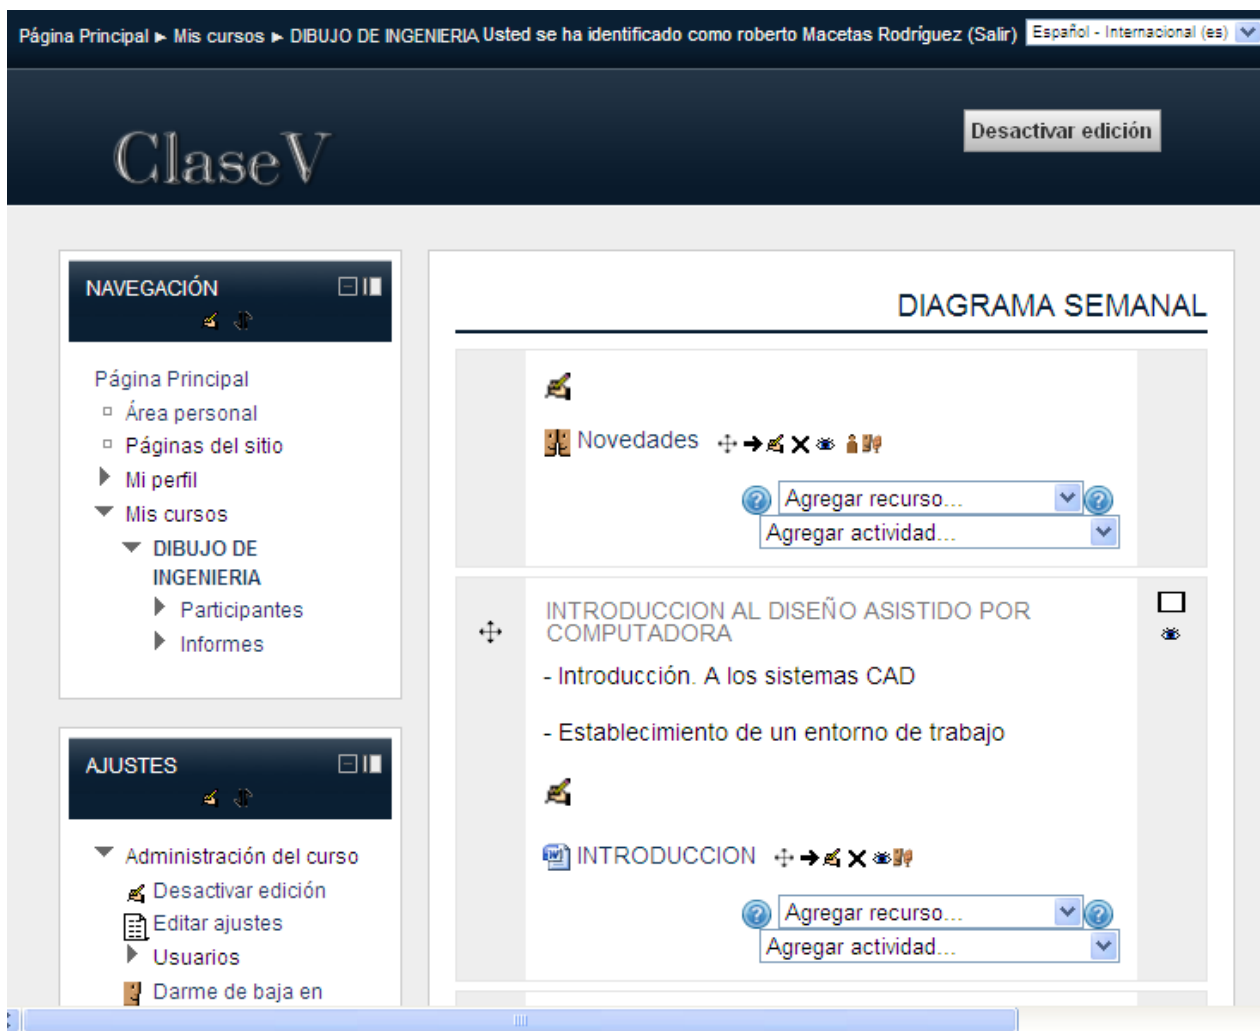 Página Principal ► Mis cursos ► DIBUJO DE INGENIERIA Usted se ha identificado como roberto Macetas Rodríguez (Salir) Español - Internacional (es)
ClaseV
Desactivar edición
NAVEGACIÓN
Página Principal
Área personal
Páginas del sitio
Mi perfil
Mis cursos
DIBUJO DE
INGENIERIA
Participantes
Informes
AJUSTES
Administración del curso
Desactivar edición
Editar ajustes
Usuarios
Darme de baja en
DIAGRAMA SEMANAL
Novedades
Agregar recurso...
Agregar actividad...
INTRODUCCION AL DISEÑO ASISTIDO POR
COMPUTADORA
- Introducción. A los sistemas CAD
- Establecimiento de un entorno de trabajo
INTRODUCCION
Agregar recurso...
Agregar actividad...